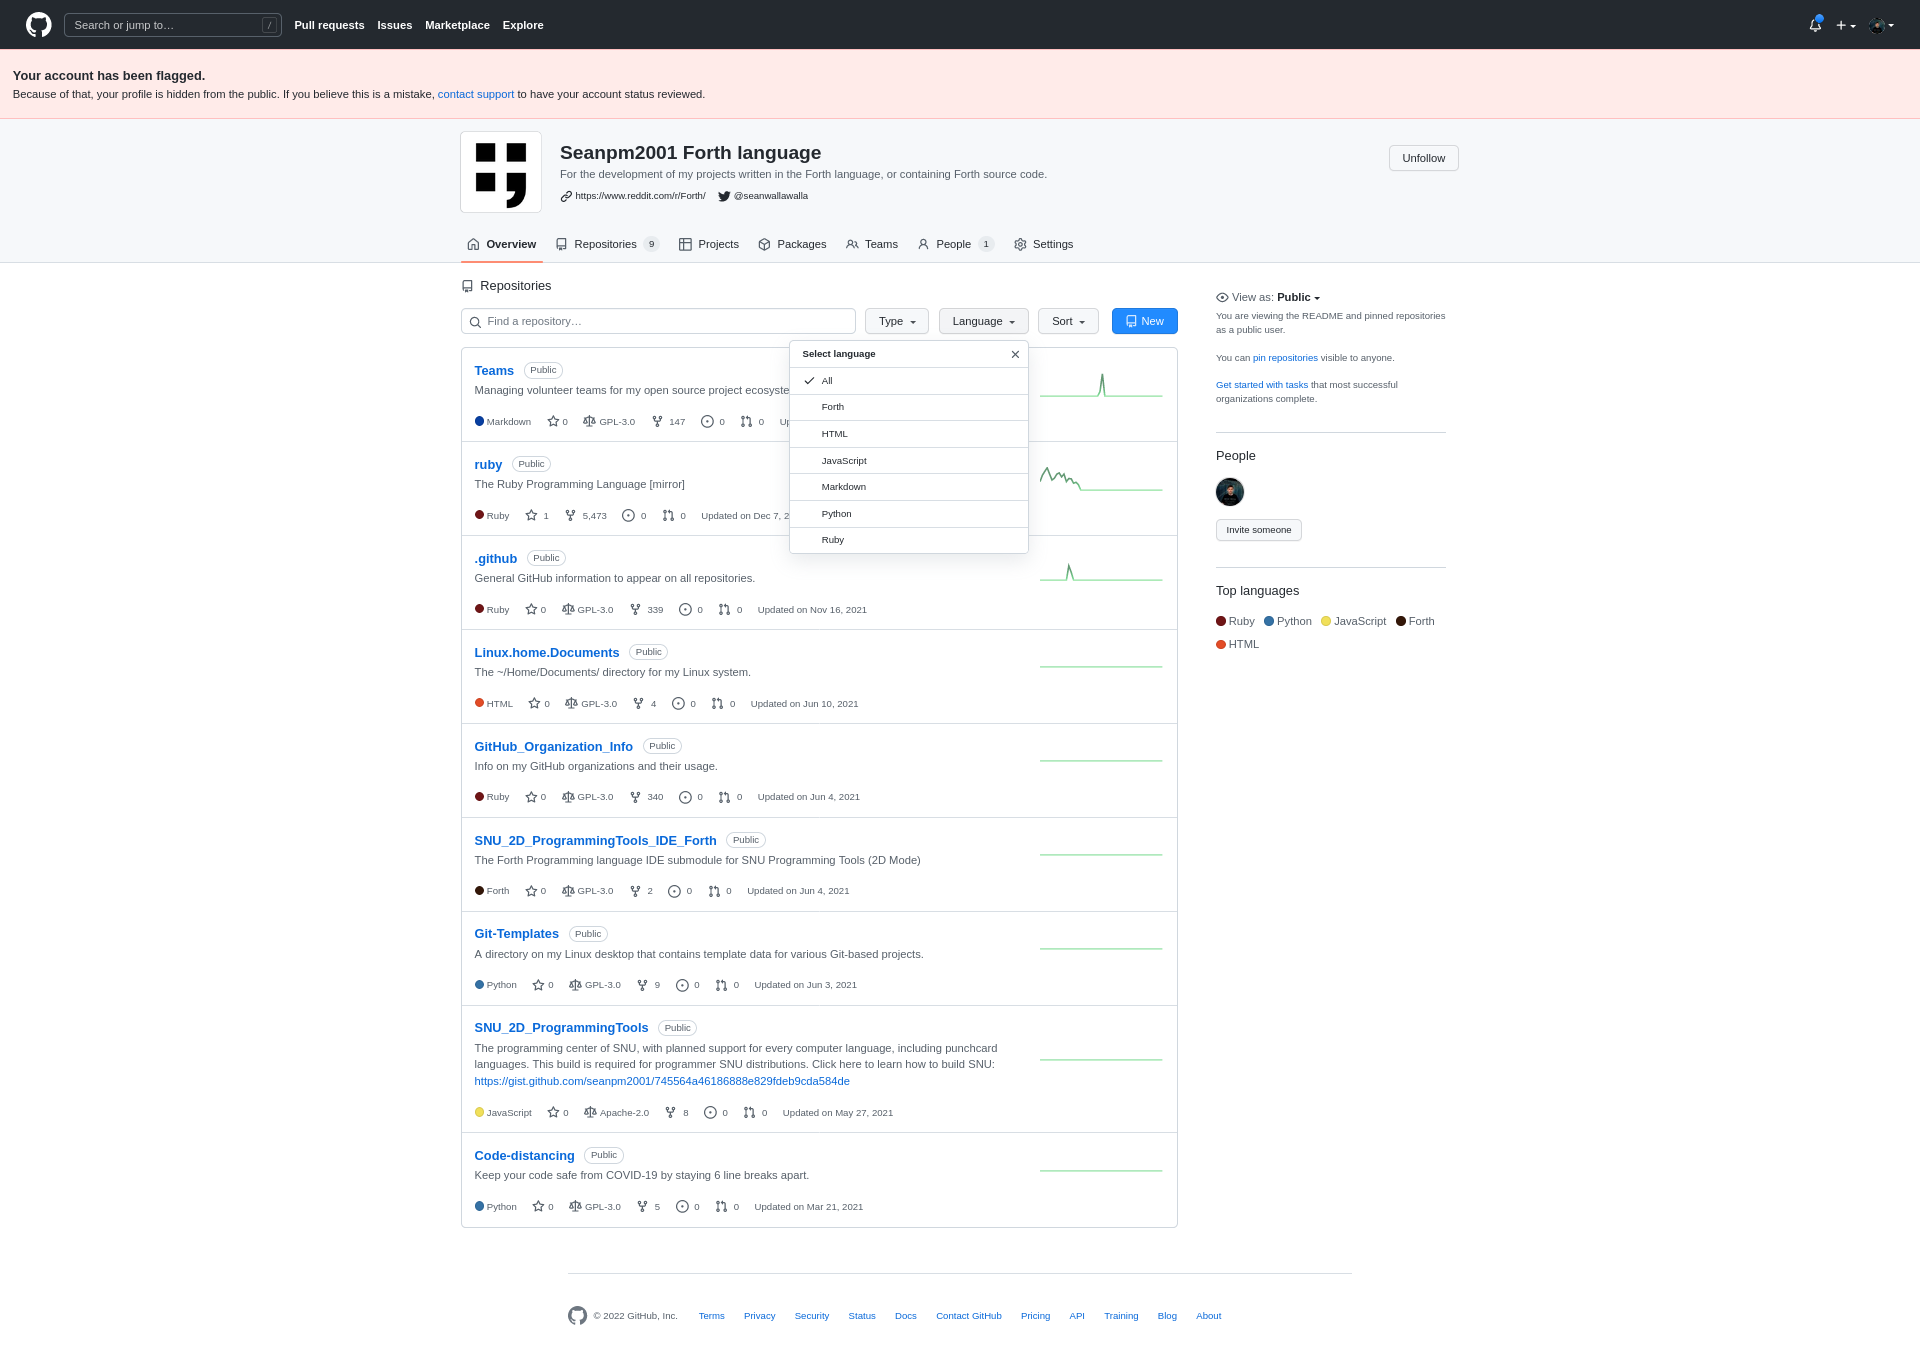 Search or jump to… /
Pull requests Issues Marketplace Explore
Your account has been flagged.
Because of that, your profile is hidden from the public. If you believe this is a mistake, contact support to have your account status reviewed.
Seanpm2001 Forth language
Unfollow
For the development of my projects written in the Forth language, or containing Forth source code.
https://www.reddit.com/r/Forth/ @seanwallawalla
Overview Repositories 9 Projects Packages Teams People 1 Settings
Repositories
Find a repository…
Type Language Sort New
Select language
All
Forth
HTML
JavaScript
Markdown
Python
Ruby
Teams Public
Managing volunteer teams for my open source project ecosyste
Markdown 0 GPL-3.0 147 0 0 Up
ruby Public
The Ruby Programming Language [mirror]
Ruby 1 5,473 0 0 Updated on Dec 7, 2
.github Public
General GitHub information to appear on all repositories.
Ruby 0 GPL-3.0 339 0 0 Updated on Nov 16, 2021
Linux.home.Documents Public
The ~/Home/Documents/ directory for my Linux system.
HTML 0 GPL-3.0 4 0 0 Updated on Jun 10, 2021
GitHub_Organization_Info Public
Info on my GitHub organizations and their usage.
Ruby 0 GPL-3.0 340 0 0 Updated on Jun 4, 2021
SNU_2D_ProgrammingTools_IDE_Forth Public
The Forth Programming language IDE submodule for SNU Programming Tools (2D Mode)
Forth 0 GPL-3.0 2 0 0 Updated on Jun 4, 2021
Git-Templates Public
A directory on my Linux desktop that contains template data for various Git-based projects.
Python 0 GPL-3.0 9 0 0 Updated on Jun 3, 2021
SNU_2D_ProgrammingTools Public
The programming center of SNU, with planned support for every computer language, including punchcard
languages. This build is required for programmer SNU distributions. Click here to learn how to build SNU:
https://gist.github.com/seanpm2001/745564a46186888e829fdeb9cda584de
JavaScript 0 Apache-2.0 8 0 0 Updated on May 27, 2021
Code-distancing Public
Keep your code safe from COVID-19 by staying 6 line breaks apart.
Python 0 GPL-3.0 5 0 0 Updated on Mar 21, 2021
View as: Public
You are viewing the README and pinned repositories
as a public user.
You can pin repositories visible to anyone.
Get started with tasks that most successful
organizations complete.
People
Invite someone
Top languages
Ruby Python JavaScript Forth
HTML
© 2022 GitHub, Inc. Terms Privacy Security Status Docs Contact GitHub Pricing API Training Blog About